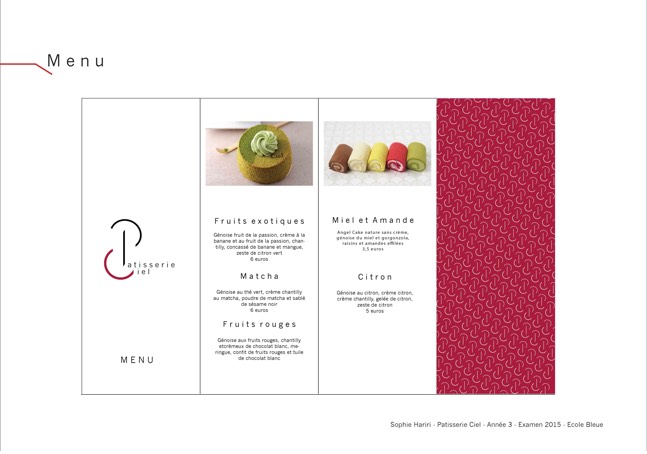 Menu
Patisserie
Ciel
MENU
Fruits exotiques
Génoise fruit de la passion, crème à la
banane et au fruit de la passion, chan-
tilly, concassé de banane et mangue,
zeste de citron vert
6 euros
Matcha
Génoise au thé vert, crème chantilly
au matcha, poudre de matcha et sablé
de sésame noir
6 euros
Fruits rouges
Génoise aux fruits rouges, chantilly
etcrèmeux de chocolat blanc, me-
ringue, confit de fruits rouges et tuile
de chocolat blanc
Miel et Amande
Angel Cake nature sans crème,
génoise du miel et gorgonzola,
raisins et amandes effilées
3,5 euros
Citron
Génoise au citron, crème citron,
crème chantilly, gelée de citron,
zeste de citron
5 euros
Sophie Hariri - Patisserie Ciel - Année 3 - Examen 2015 - Ecole Bleue